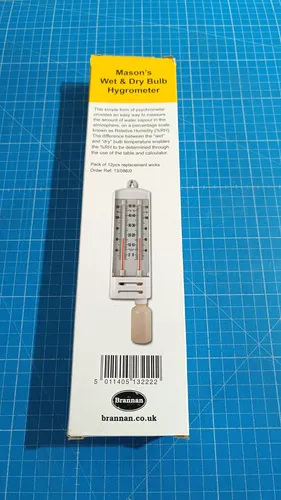 Mason's
Wet & Dry Bulb
Hygrometer
This simple form of psychrometer
provides an easy way to measure
the amount of water vapour in the
atmosphere, on a percentage scale
known as Relative Humidity (%RH).
The difference between the "wet"
and "dry" bulb temperature enables
the %RH to be determined through
the use of the table and calculator.
Pack of 12pcs replacement wicks
Order Ref: 13/096/0
5 011405 132222
Brannan
brannan.co.uk